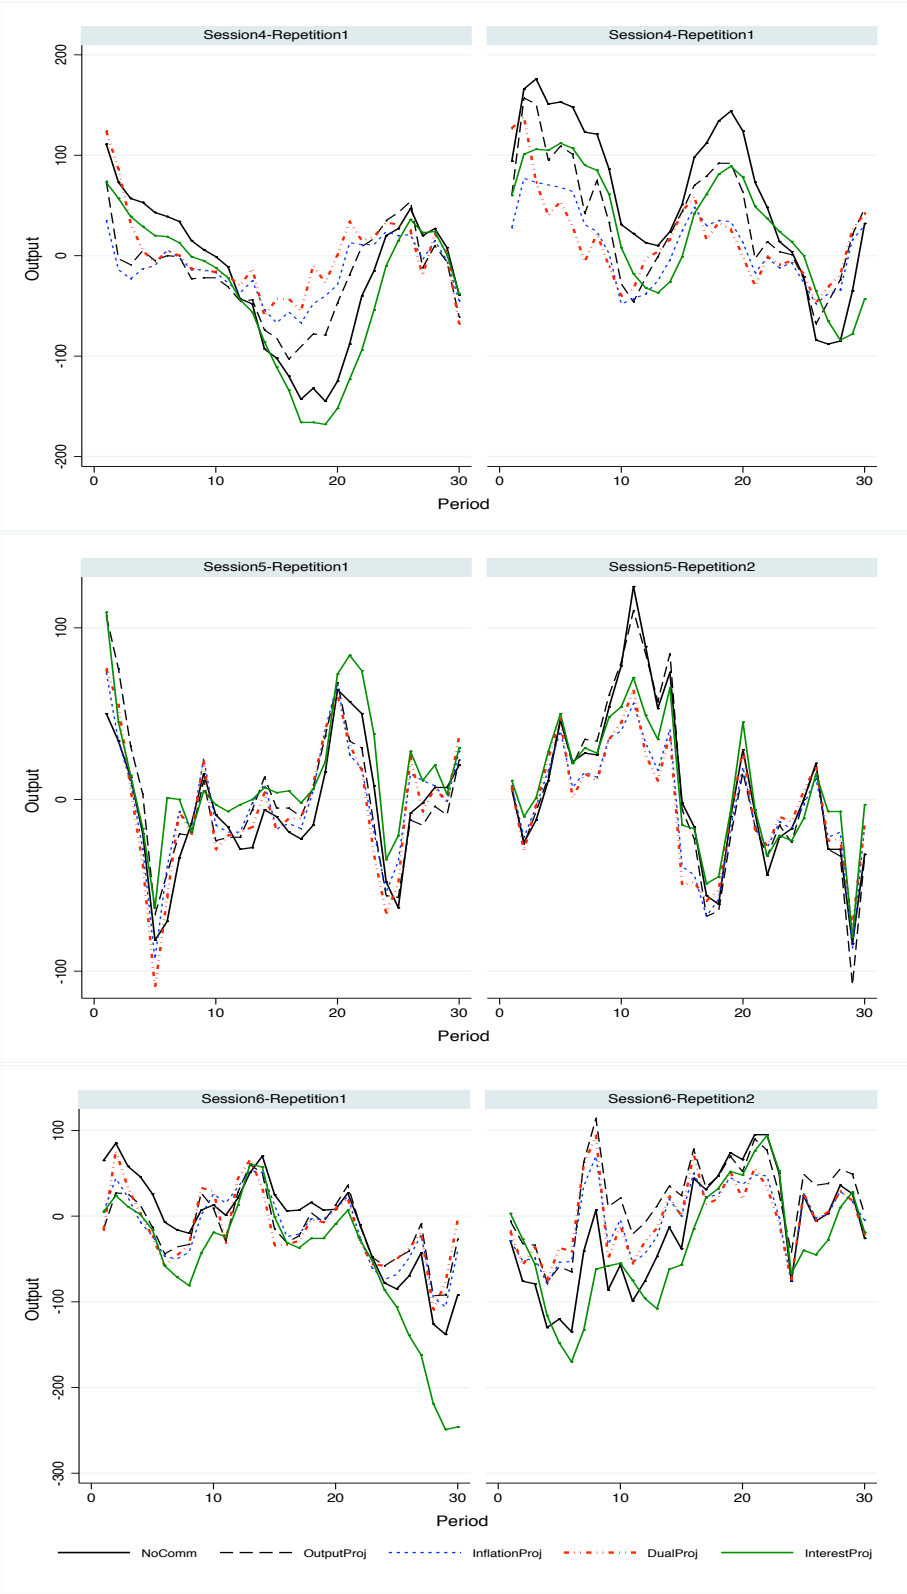 Session4-Repetition1 Session4-Repetition1
200
100
0
-100
-200
Output
0 10 20 30 0 10 20 30
Period
Session5-Repetition1 Session5-Repetition2
100
0
-100
Output
0 10 20 30 0 10 20 30
Period
Session6-Repetition1 Session6-Repetition2
100
0
-100
-200
-300
Output
0 10 20 30 0 10 20 30
Period
NoComm OutputProj InflationProj DualProj InterestProj